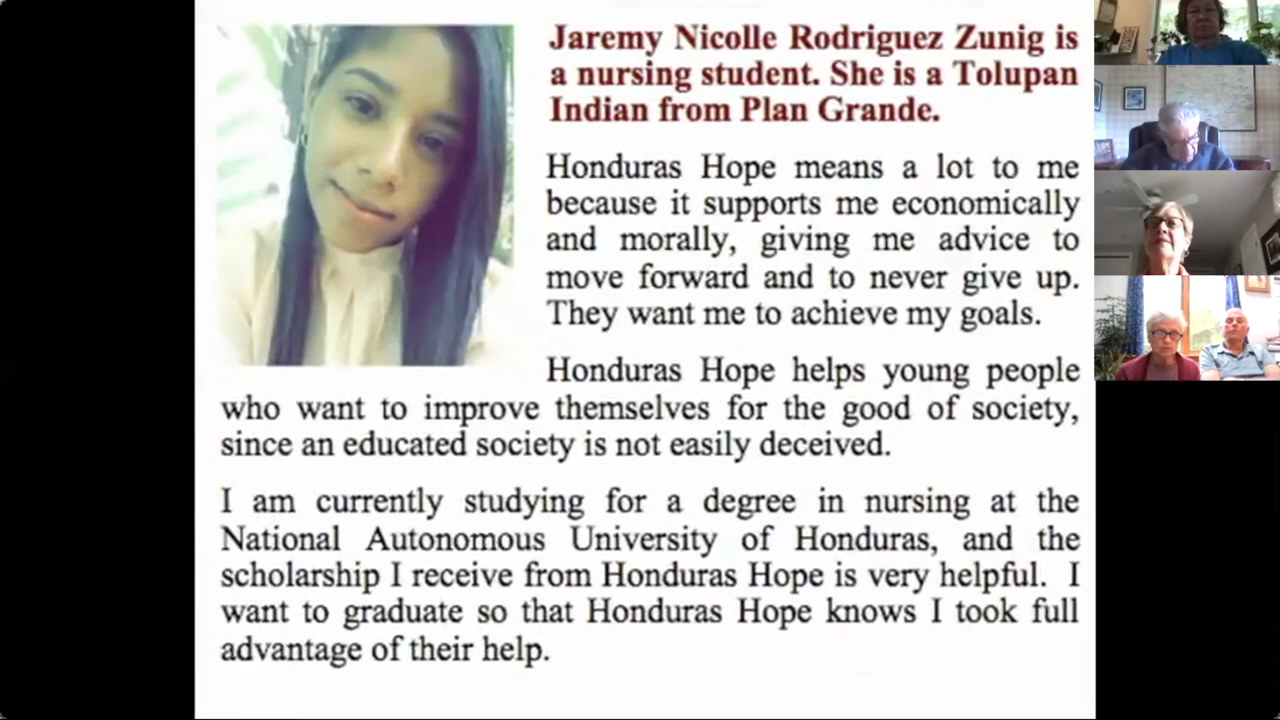 Jaremy Nicolle Rodriguez Zunig is
a nursing student. She is a Tolupan
Indian from Plan Grande.
Honduras Hope means a lot to me
because it supports me economically
and morally, giving me advice to
move forward and to never give up.
They want me to achieve my goals.
Honduras Hope helps young people
who want to improve themselves for the good of society,
since an educated society is not easily deceived.
I am currently studying for a degree in nursing at the
National Autonomous University of Honduras, and the
scholarship I receive from Honduras Hope is very helpful. I
want to graduate so that Honduras Hope knows I took full
advantage of their help.